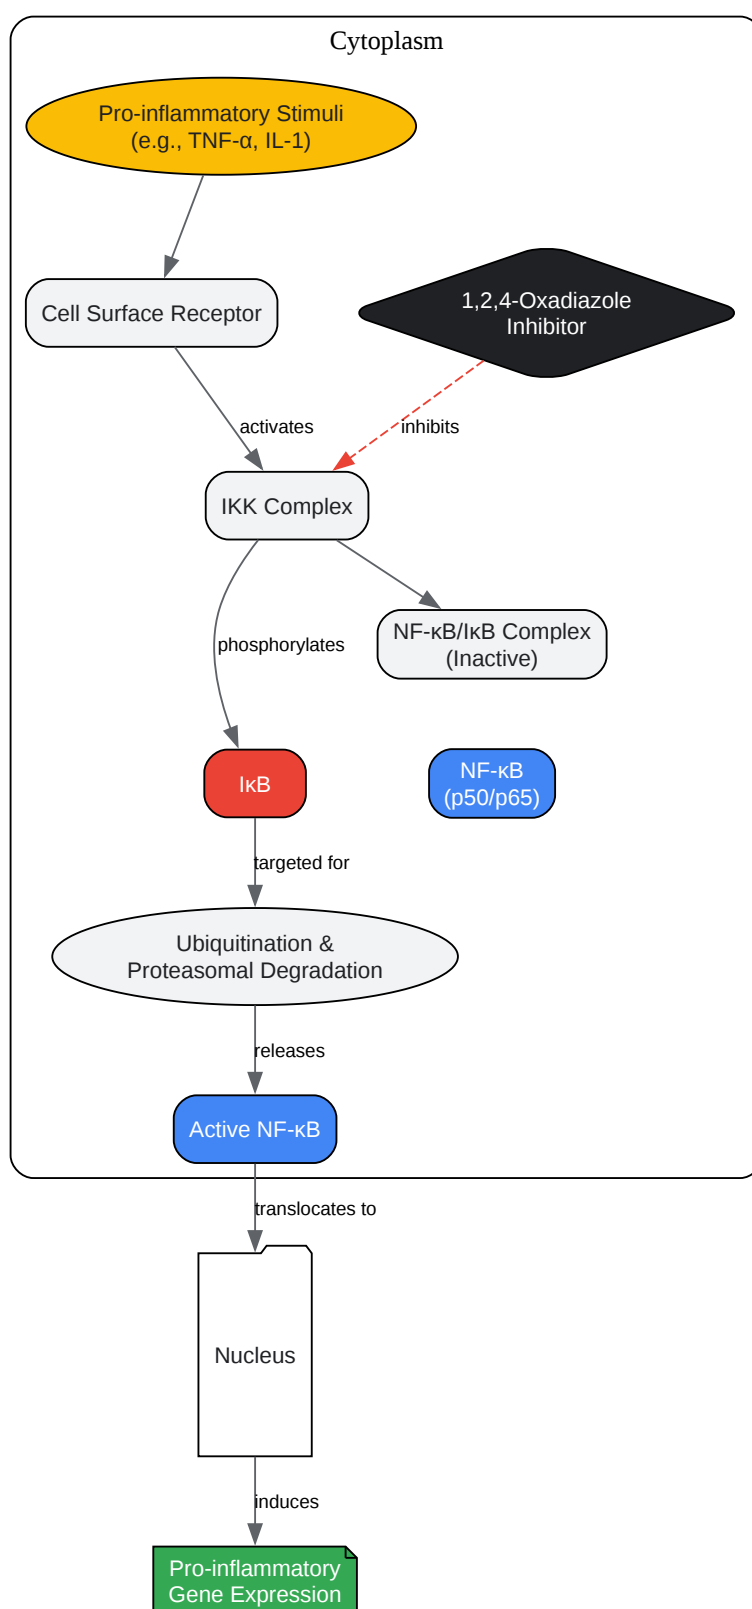 Cytoplasm
Pro-inflammatory Stimuli
(e.g., TNF-α, IL-1)
Cell Surface Receptor
1,2,4-Oxadiazole
Inhibitor
activates
inhibits
IKK Complex
NF-κB/IκB Complex
(Inactive)
phosphorylates
IκB
NF-κB
(p50/p65)
targeted for
Ubiquitination &
Proteasomal Degradation
releases
Active NF-κB
translocates to
Nucleus
induces
Pro-inflammatory
Gene Expression